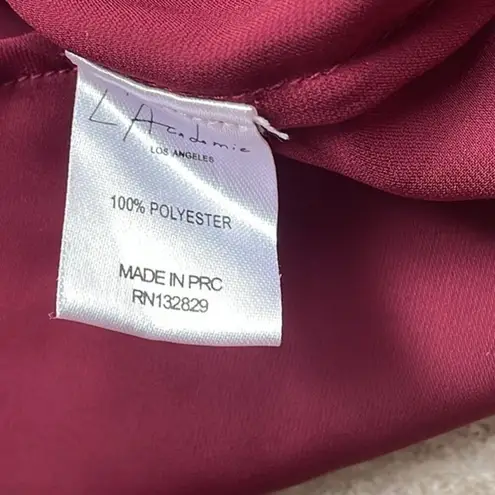 L'Academie
LOS ANGELES
100% POLYESTER
MADE IN PRC
RN132829